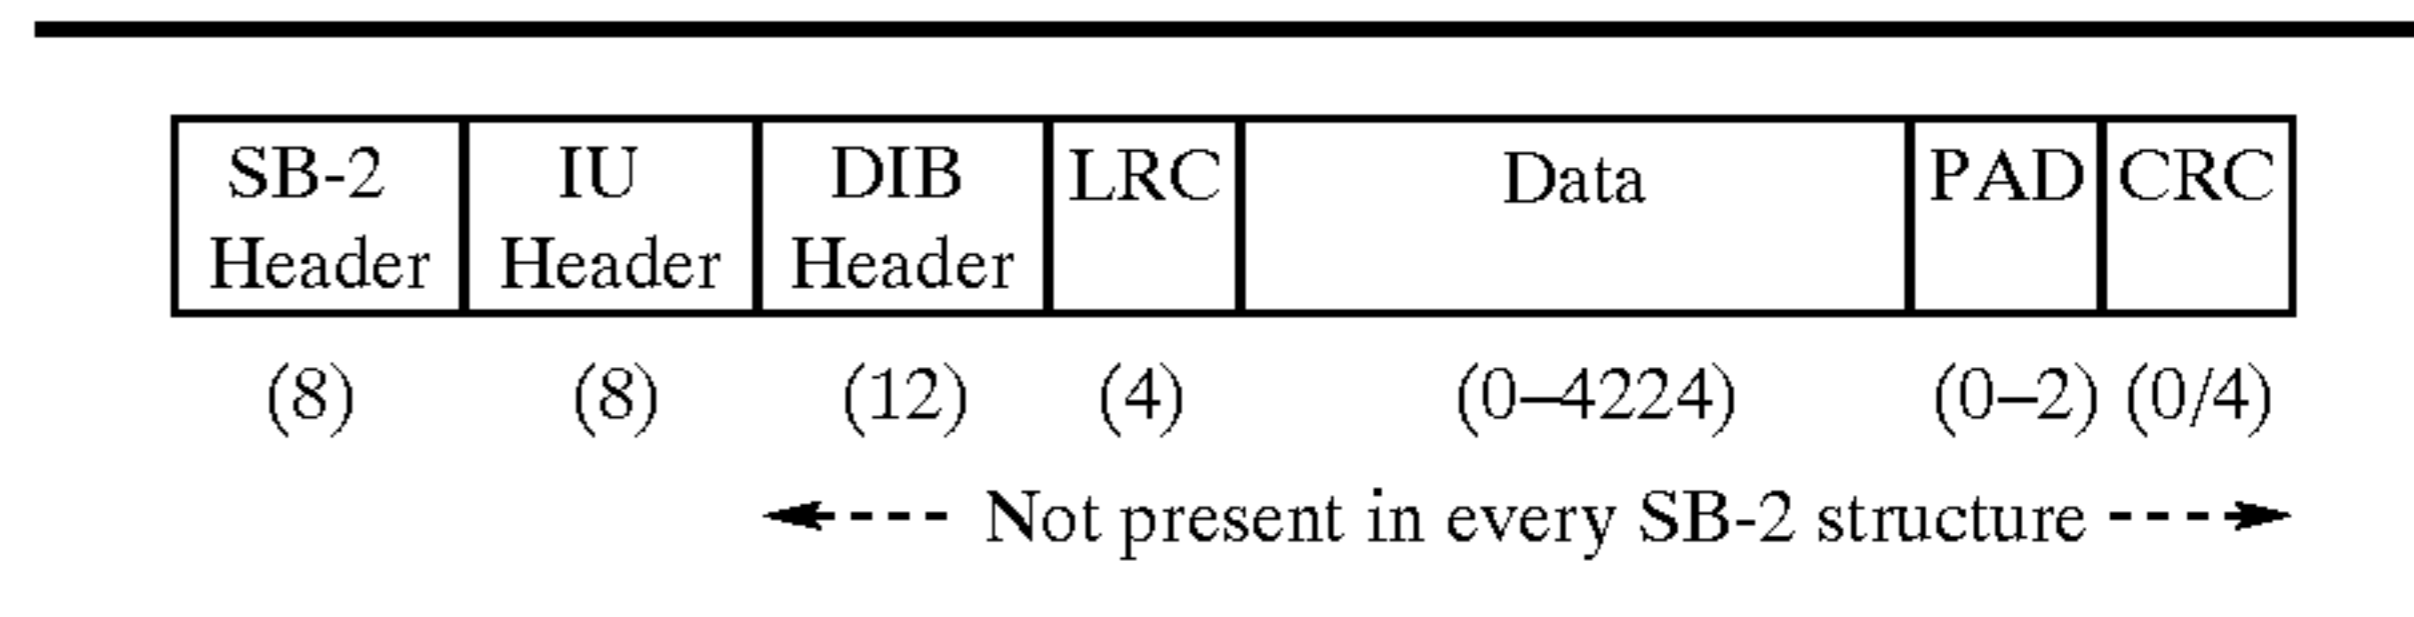 SB-2 IU DIB LRC Data PAD CRC
Header Header Header
(8) (8) (12) (4) (0–4224) (0–2) (0/4)
Not present in every SB-2 structure